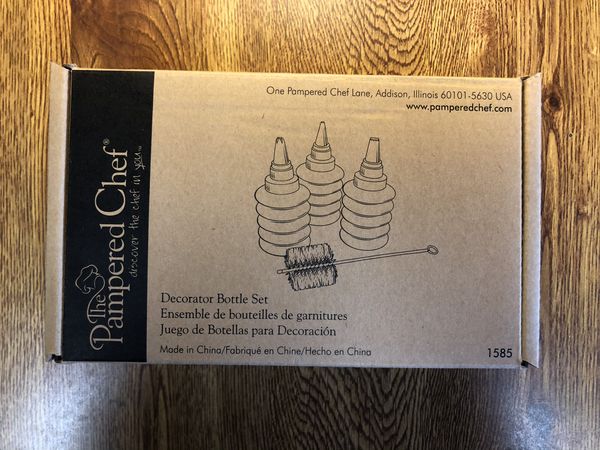 One Pampered Chef Lane, Addison, Illinois 60101-5630 USA
www.pamperedchef.com
The
Pampered Chef®
discover the chef in you...
Decorator Bottle Set
Ensemble de bouteilles de garnitures
Juego de Botellas para Decoración
Made in China/Fabriqué en Chine/Hecho en China
1585